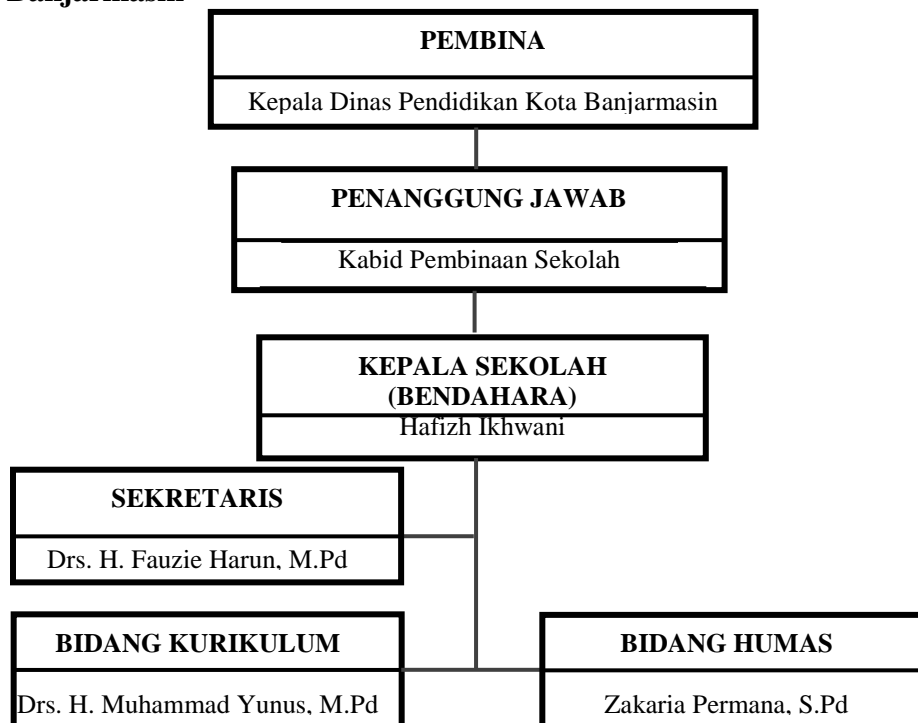 Banjarmasin
PEMBINA
Kepala Dinas Pendidikan Kota Banjarmasin
PENANGGUNG JAWAB
Kabid Pembinaan Sekolah
KEPALA SEKOLAH
(BENDAHARA)
Hafizh Ikhwani
SEKRETARIS
Drs. H. Fauzie Harun, M.Pd
BIDANG KURIKULUM
Drs. H. Muhammad Yunus, M.Pd
BIDANG HUMAS
Zakaria Permana, S.Pd